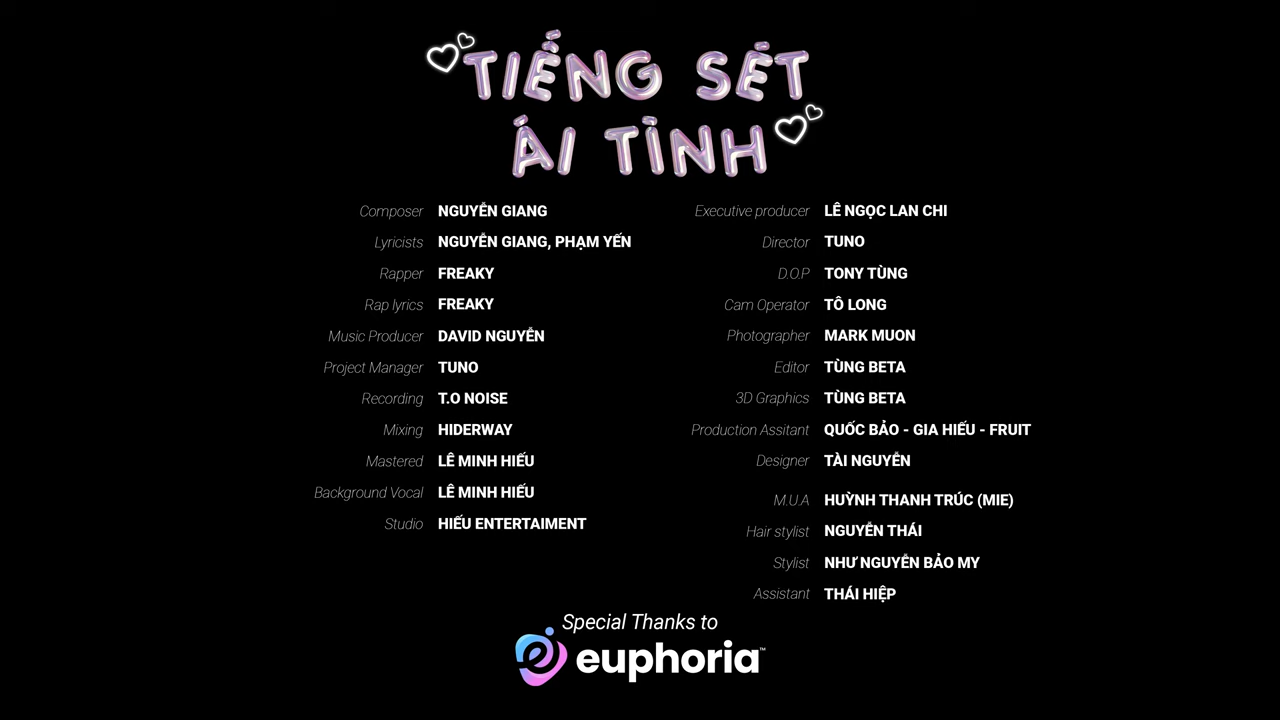 TIẾNG SÉT
ÁI TÌNH
Composer NGUYỄN GIANG
Lyricists NGUYỄN GIANG, PHẠM YẾN
Rapper FREAKY
Rap lyrics FREAKY
Music Producer DAVID NGUYỄN
Project Manager TUNO
Recording T.O NOISE
Mixing HIDERWAY
Mastered LÊ MINH HIẾU
Background Vocal LÊ MINH HIẾU
Studio HIẾU ENTERTAIMENT
Executive producer LÊ NGỌC LAN CHI
Director TUNO
D.O.P TONY TÙNG
Cam Operator TÔ LONG
Photographer MARK MUON
Editor TÙNG BETA
3D Graphics TÙNG BETA
Production Assitant QUỐC BẢO - GIA HIẾU - FRUIT
Designer TÀI NGUYỄN
M.U.A HUỲNH THANH TRÚC (MIE)
Hair stylist NGUYỄN THÁI
Stylist NHƯ NGUYỄN BẢO MY
Assistant THÁI HIỆP
Special Thanks to
euphoria™